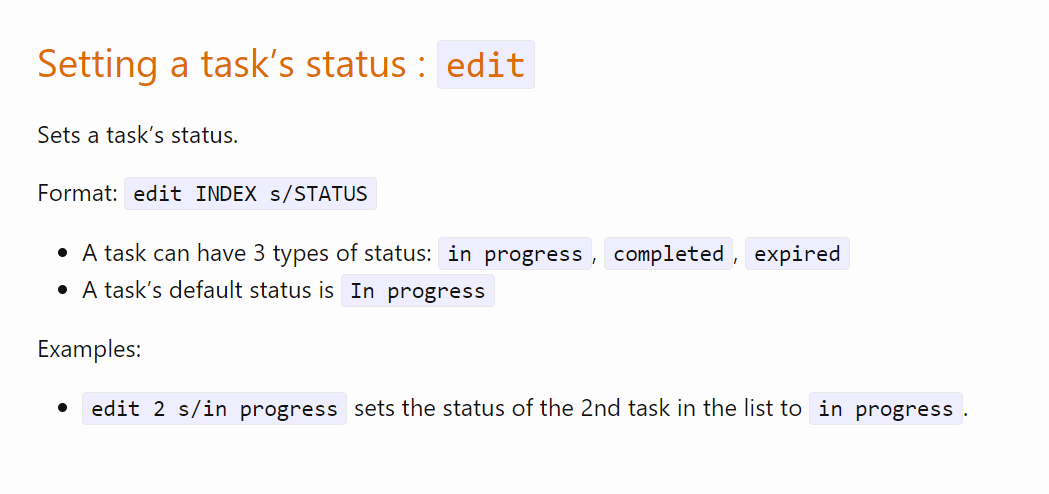 Setting a task’s status : edit
Sets a task’s status.
Format: edit INDEX s/STATUS
• A task can have 3 types of status: in progress, completed, expired
• A task’s default status is In progress
Examples:
• edit 2 s/in progress sets the status of the 2nd task in the list to in progress.